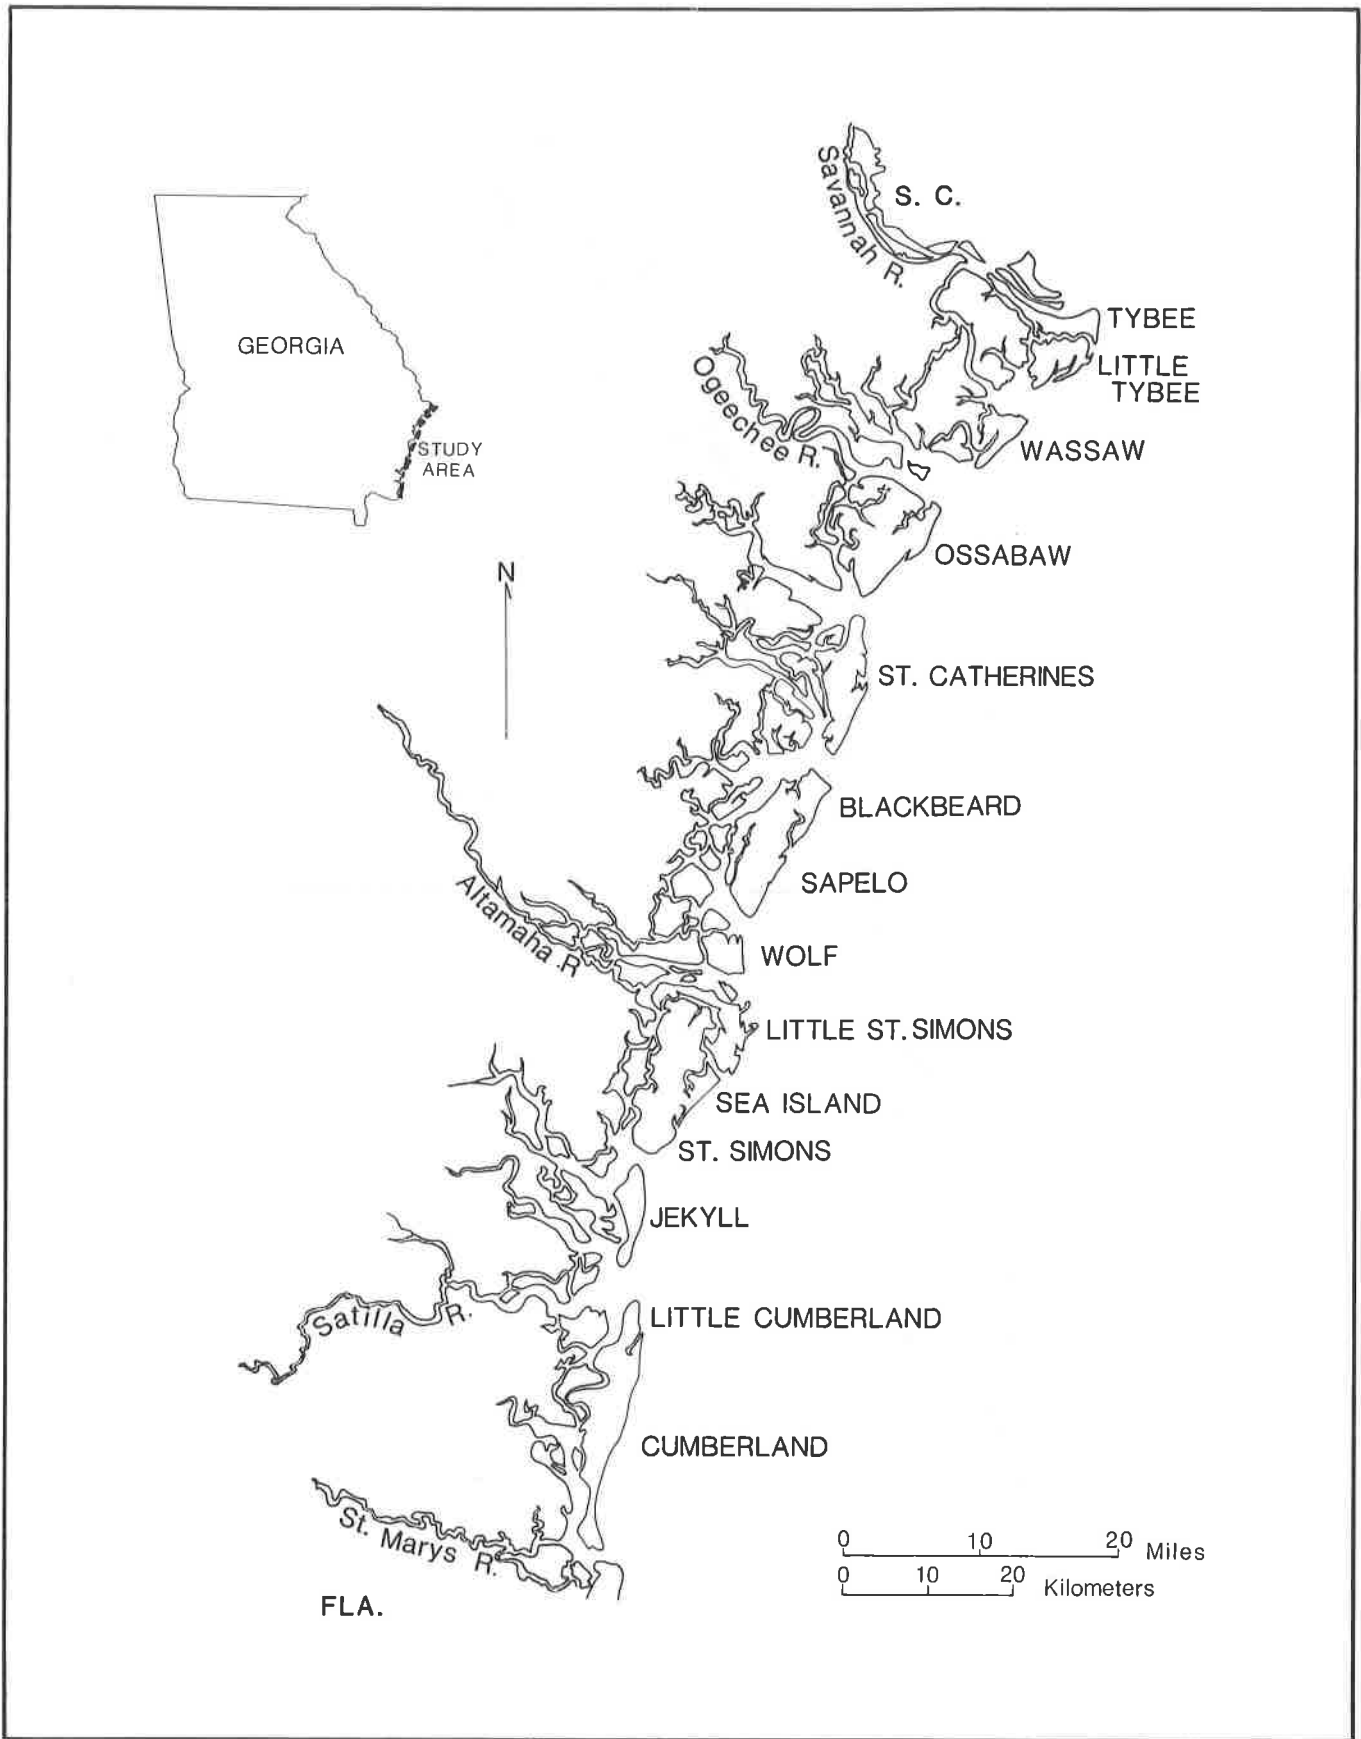 S. C.
Savannah R.
TYBEE
GEORGIA
LITTLE
TYBEE
Ogeechee R.
STUDY
AREA
WASSAW
OSSABAW
N
ST. CATHERINES
BLACKBEARD
SAPELO
Altamaha R
WOLF
LITTLE ST. SIMONS
SEA ISLAND
ST. SIMONS
JEKYLL
Satilla R.
LITTLE CUMBERLAND
CUMBERLAND
St. Marys R.
FLA.
0 10 20 Miles
0 10 20 Kilometers